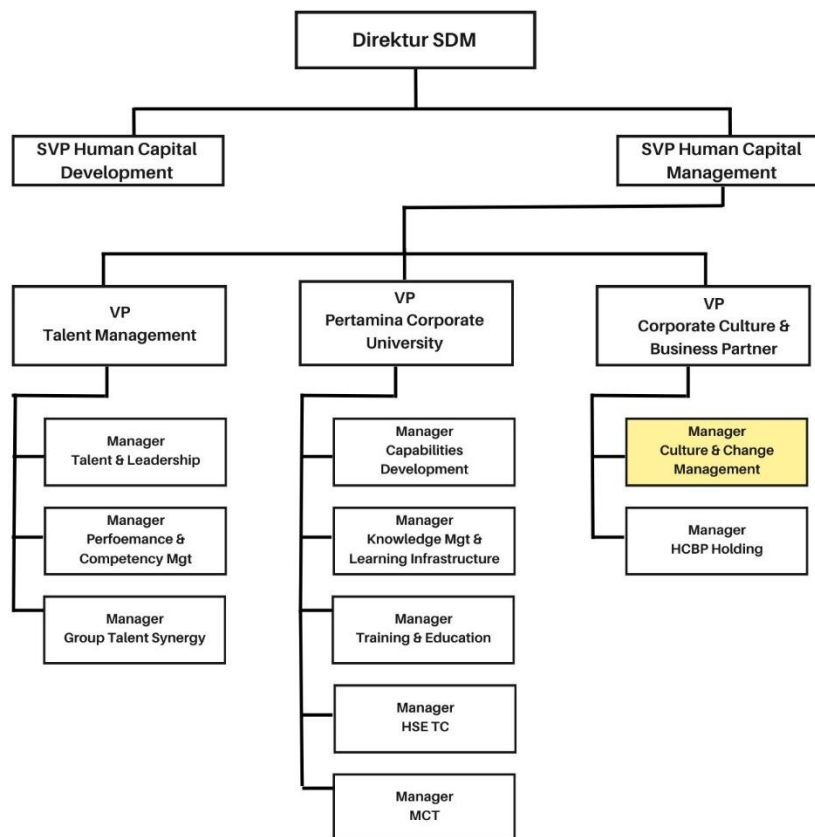 Direktur SDM
SVP Human Capital
Development
SVP Human Capital
Management
VP
Talent Management
VP
Pertamina Corporate
University
VP
Corporate Culture &
Business Partner
Manager
Talent & Leadership
Manager
Perfoemance &
Competency Mgt
Manager
Group Talent Synergy
Manager
Capabilities
Development
Manager
Knowledge Mgt &
Learning Infrastructure
Manager
Training & Education
Manager
HSE TC
Manager
MCT
Manager
Culture & Change
Management
Manager
HCBP Holding